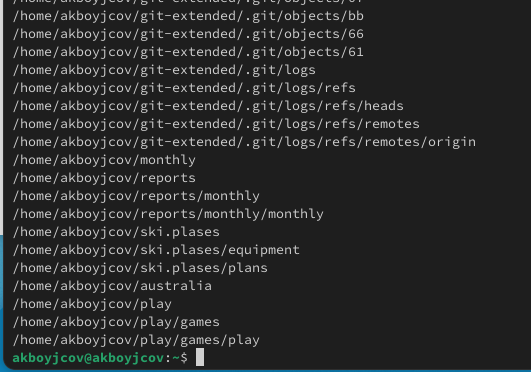 /home/akboyjcov/git-extended/.git/objects/bb
/home/akboyjcov/git-extended/.git/objects/66
/home/akboyjcov/git-extended/.git/objects/61
/home/akboyjcov/git-extended/.git/logs
/home/akboyjcov/git-extended/.git/logs/refs
/home/akboyjcov/git-extended/.git/logs/refs/heads
/home/akboyjcov/git-extended/.git/logs/refs/remotes
/home/akboyjcov/git-extended/.git/logs/refs/remotes/origin
/home/akboyjcov/monthly
/home/akboyjcov/reports
/home/akboyjcov/reports/monthly
/home/akboyjcov/reports/monthly/monthly
/home/akboyjcov/ski.plases
/home/akboyjcov/ski.plases/equipment
/home/akboyjcov/ski.plases/plans
/home/akboyjcov/australia
/home/akboyjcov/play
/home/akboyjcov/play/games
/home/akboyjcov/play/games/play
akboyjcov@akboyjcov:~$